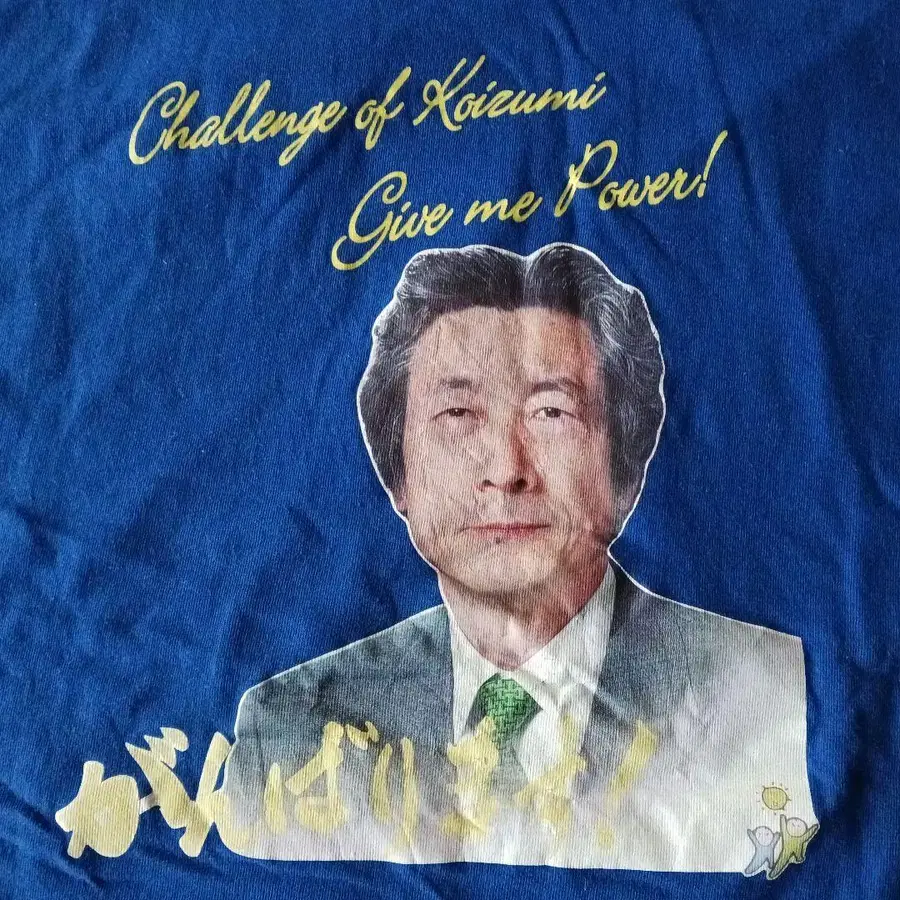 Challenge of Koizumi
Give me Power!
がんばります!